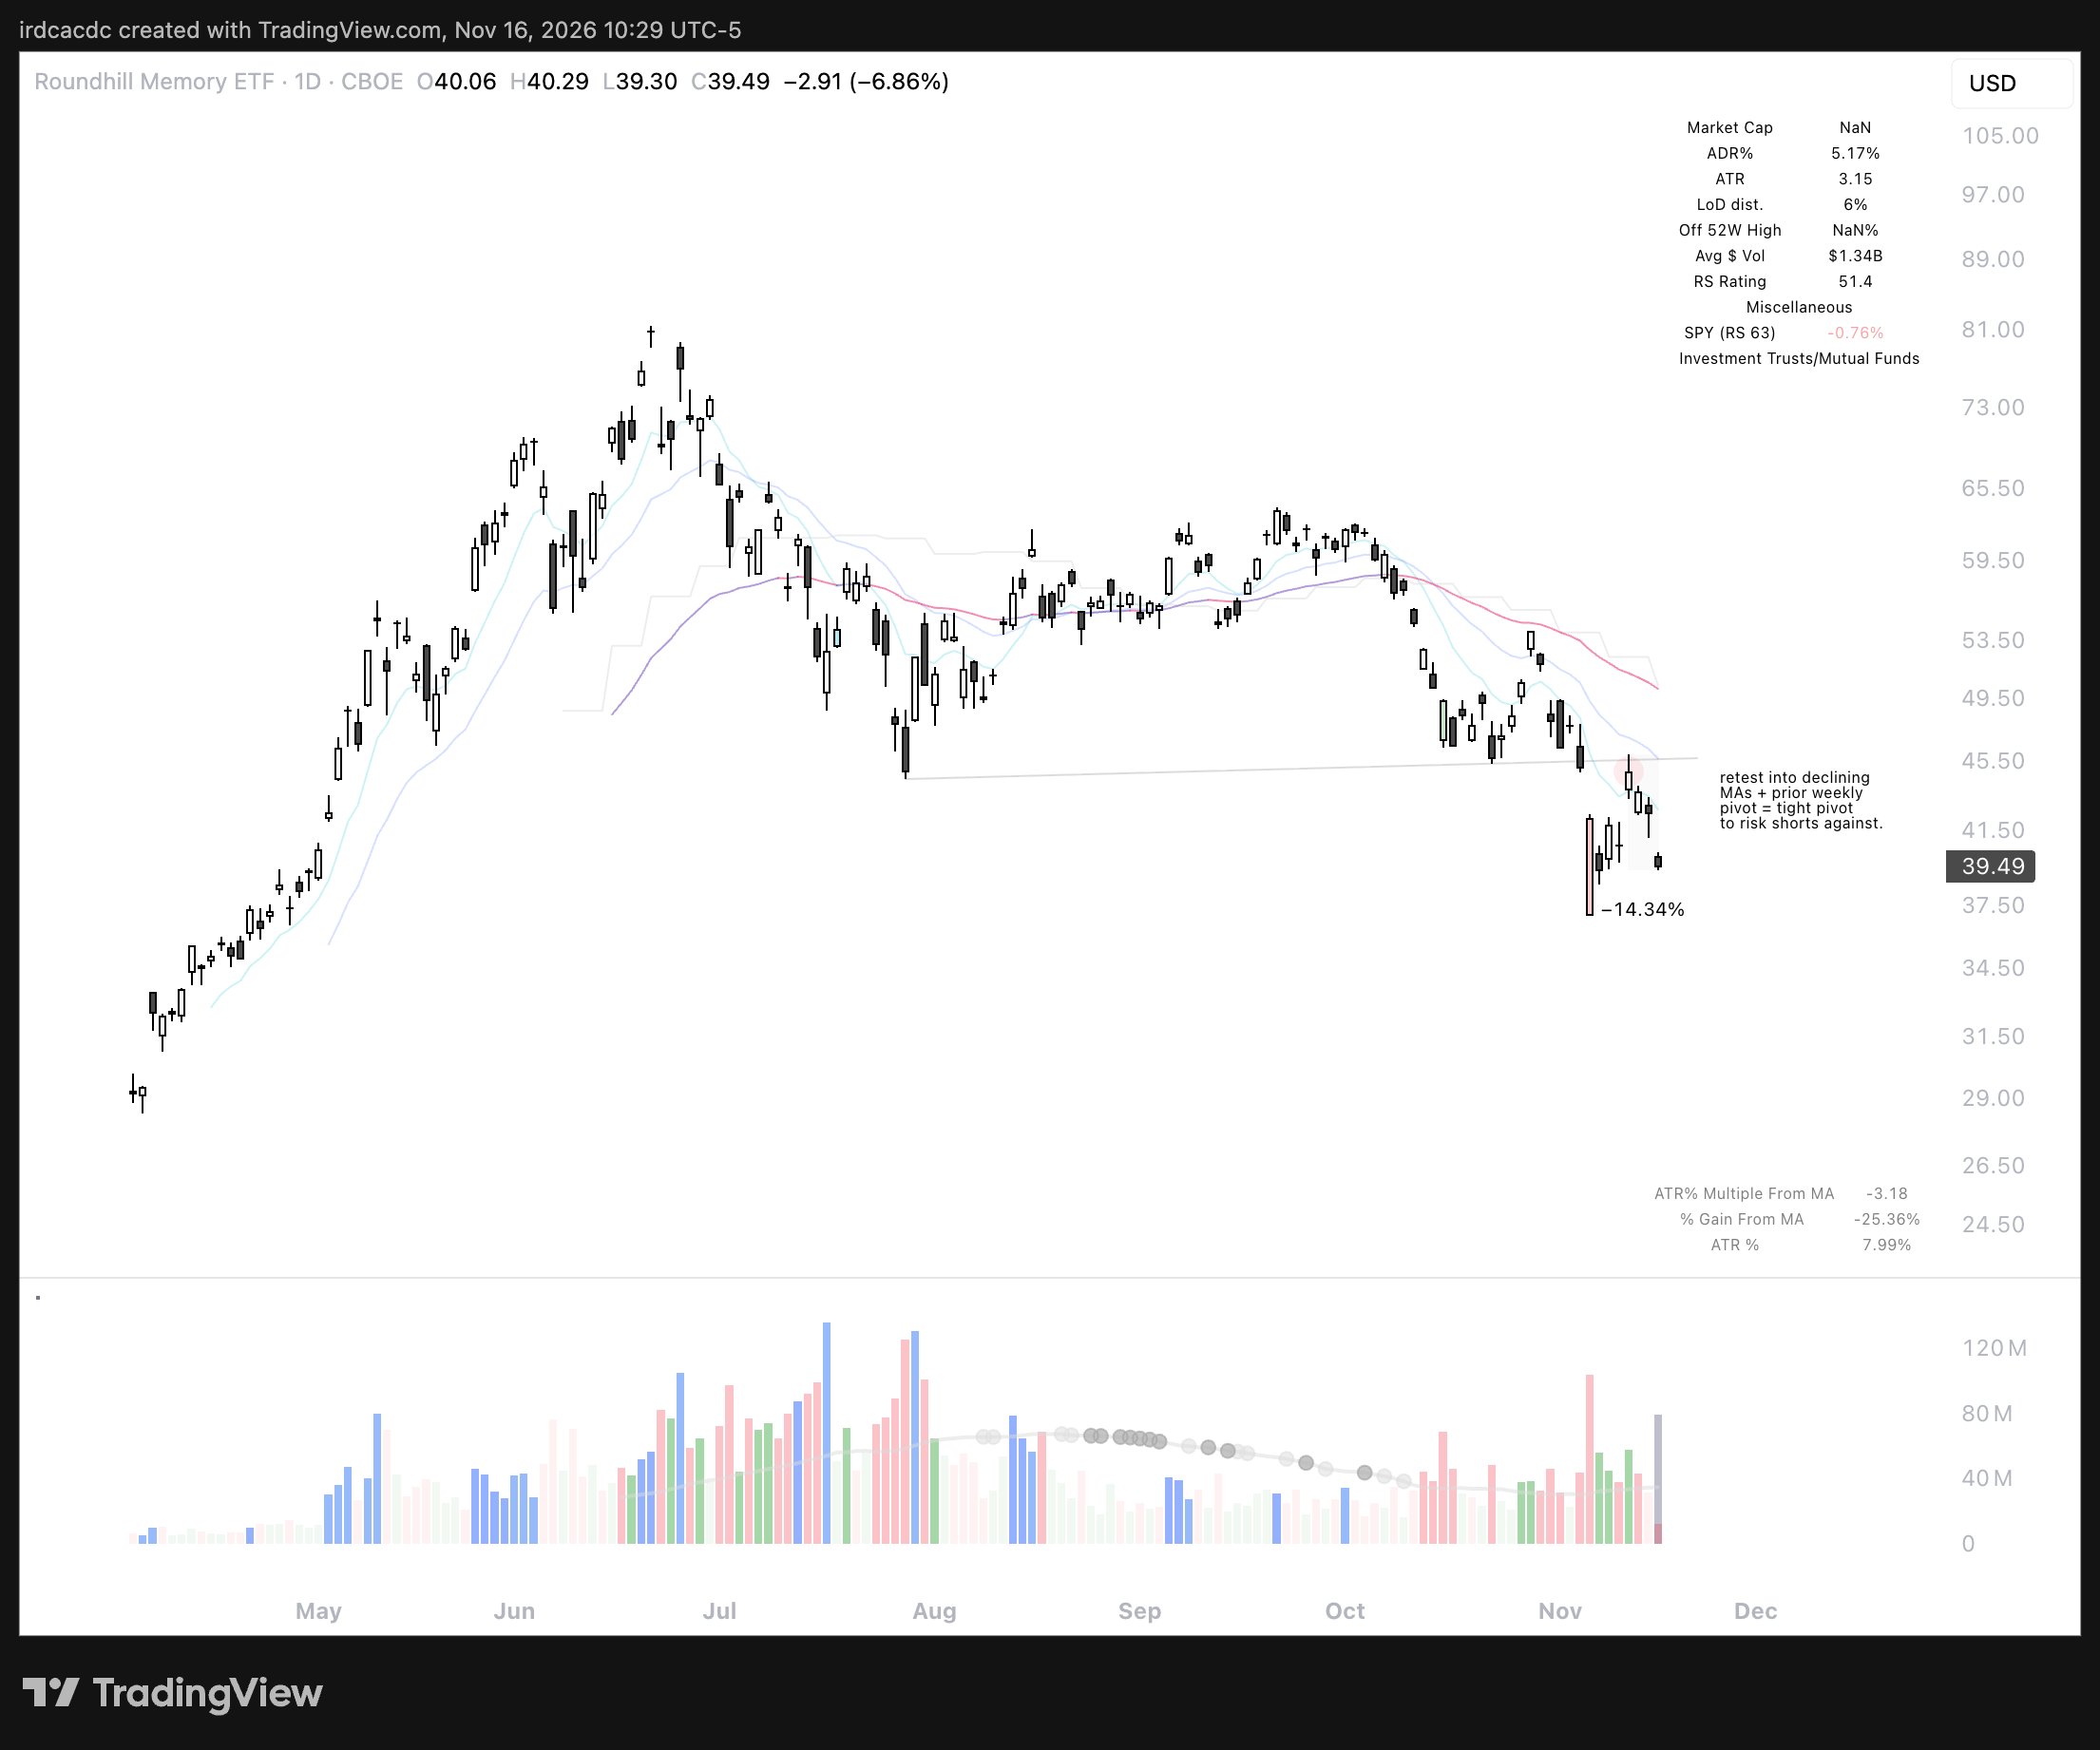 irdcacdc created with TradingView.com, Nov 16, 2026 10:29 UTC-5
Roundhill Memory ETF · 1D · CBOE O40.06 H40.29 L39.30 C39.49 −2.91 (−6.86%)
USD
Market Cap NaN
ADR% 5.17%
ATR 3.15
LoD dist. 6%
Off 52W High NaN%
Avg $ Vol $1.34B
RS Rating 51.4
Miscellaneous
SPY (RS 63) -0.76%
Investment Trusts/Mutual Funds
105.00
97.00
89.00
81.00
73.00
65.50
59.50
53.50
49.50
45.50
41.50
39.49
37.50
34.50
31.50
29.00
26.50
24.50
retest into declining
MAs + prior weekly
pivot = tight pivot
to risk shorts against.
−14.34%
ATR% Multiple From MA -3.18
% Gain From MA -25.36%
ATR % 7.99%
120 M
80 M
40 M
0
May Jun Jul Aug Sep Oct Nov Dec
TradingView